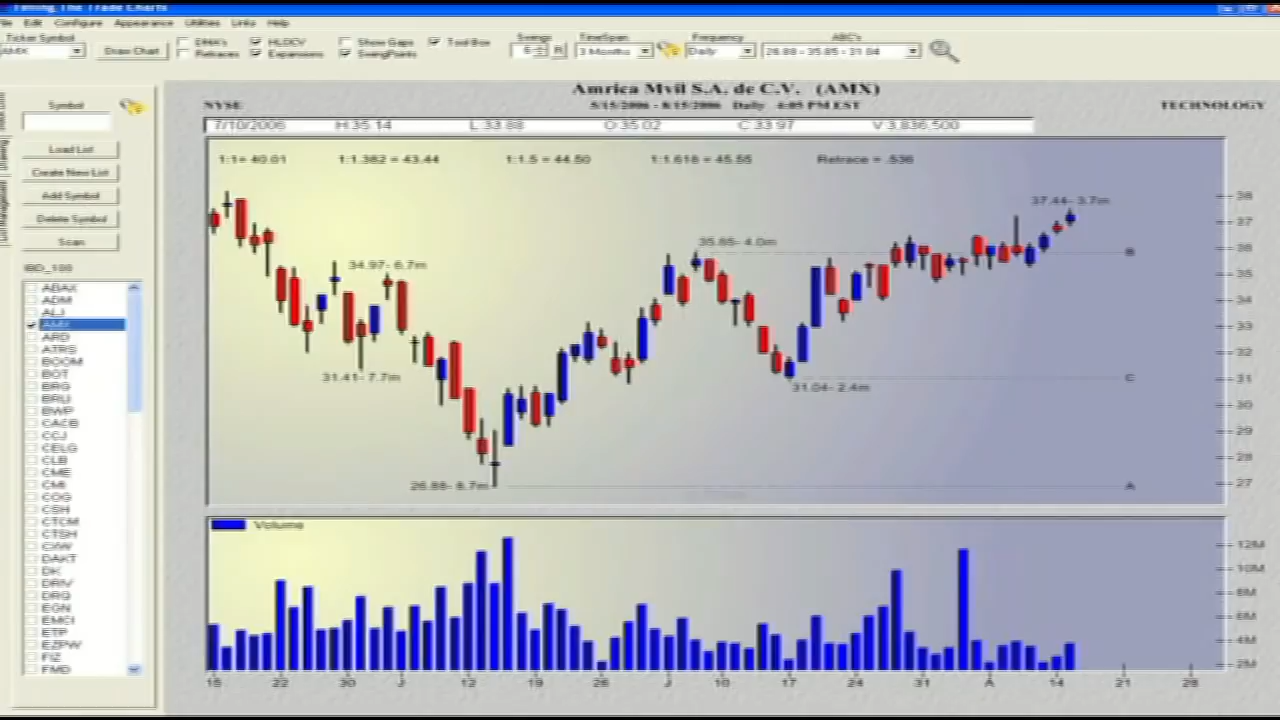 Timing The Trade Charts
File Edit Configure Appearance Utilities Links Help
Ticker Symbol
AMX
Draw Chart
DMA's
Retraces
HLOCV
Expansions
Show Gaps
SwingPoints
Tool Box
Swings
6
R
TimeSpan
3 Months
Frequency
Daily
ABC's
26.88 - 35.85 - 31.04
Symbol
Load List
Create New List
Add Symbol
Delete Symbol
Scan
IBD_100
ABAX
ADM
ALJ
AMX
ARD
ATRS
BOOM
BOT
BRG
BRLI
BWP
CACB
CCJ
CELG
CLB
CME
CMI
COG
CSH
CTCM
CTSH
CXW
DAKT
DK
DRIV
DRQ
EGN
EMCI
ETP
EZPW
FIZ
FMD
Amrica Mvil S.A. de C.V. (AMX)
NYSE
5/15/2006 - 8/15/2006 Daily 4:05 PM EST
TECHNOLOGY
7/10/2006 H:35.14 L:33.88 O:35.02 C:33.97 V:3,836,500
1:1= 40.01 1:1.382 = 43.44 1:1.5 = 44.50 1:1.618 = 45.55 Retrace = .536
37.44- 3.7m
35.85- 4.0m
34.97- 6.7m
31.41- 7.7m
31.04- 2.4m
26.88- 8.7m
B
C
A
38
37
36
35
34
33
32
31
30
29
28
27
Volume
12M
10M
8M
6M
4M
2M
15 22 30 J 12 19 26 J 10 17 24 31 A 14 21 28